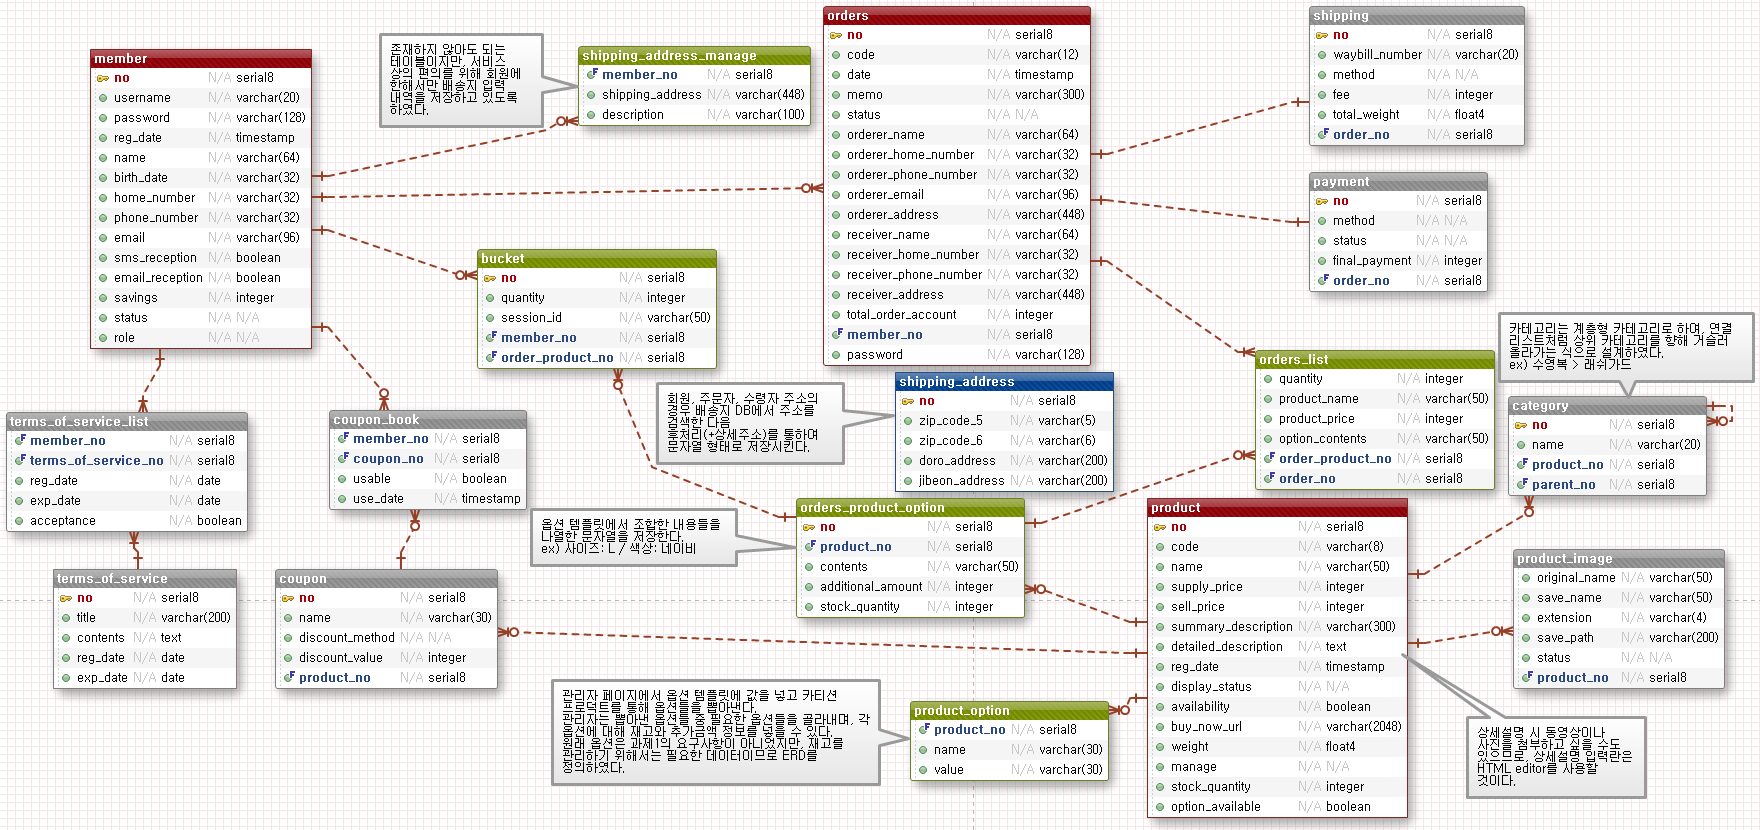 member
no N/A serial8
username N/A varchar(20)
password N/A varchar(128)
reg_date N/A timestamp
name N/A varchar(64)
birth_date N/A varchar(32)
home_number N/A varchar(32)
phone_number N/A varchar(32)
email N/A varchar(96)
sms_reception N/A boolean
email_reception N/A boolean
savings N/A integer
status N/A N/A
role N/A N/A
존재하지 않아도 되는
테이블이지만, 서비스
상의 편의를 위해 회원에
한해서만 배송지 입력
내역을 저장하고 있도록
하였다.
shipping_address_manage
member_no N/A serial8
shipping_address N/A varchar(448)
description N/A varchar(100)
orders
no N/A serial8
code N/A varchar(12)
date N/A timestamp
memo N/A varchar(300)
status N/A N/A
orderer_name N/A varchar(64)
orderer_home_number N/A varchar(32)
orderer_phone_number N/A varchar(32)
orderer_email N/A varchar(96)
orderer_address N/A varchar(448)
receiver_name N/A varchar(64)
receiver_home_number N/A varchar(32)
receiver_phone_number N/A varchar(32)
receiver_address N/A varchar(448)
total_order_account N/A integer
member_no N/A serial8
password N/A varchar(128)
shipping
no N/A serial8
waybill_number N/A varchar(20)
method N/A N/A
fee N/A integer
total_weight N/A float4
order_no N/A serial8
payment
no N/A serial8
method N/A N/A
status N/A N/A
final_payment N/A integer
order_no N/A serial8
bucket
no N/A serial8
quantity N/A integer
session_id N/A varchar(50)
member_no N/A serial8
order_product_no N/A serial8
회원, 주문자, 수령자 주소의
경우 배송지 DB에서 주소를
검색한 다음
후처리(+상세주소)를 통하여
문자열 형태로 저장시킨다.
shipping_address
no N/A serial8
zip_code_5 N/A varchar(5)
zip_code_6 N/A varchar(6)
doro_address N/A varchar(200)
jibeon_address N/A varchar(200)
orders_list
quantity N/A integer
product_name N/A varchar(50)
product_price N/A integer
option_contents N/A varchar(50)
order_product_no N/A serial8
order_no N/A serial8
카테고리는 계층형 카테고리로 하며, 연결
리스트처럼 상위 카테고리를 향해 거슬러
올라가는 식으로 설계하였다.
ex) 수영복 > 래쉬가드
category
no N/A serial8
name N/A varchar(20)
product_no N/A serial8
parent_no N/A serial8
terms_of_service_list
member_no N/A serial8
terms_of_service_no N/A serial8
reg_date N/A date
exp_date N/A date
acceptance N/A boolean
coupon_book
member_no N/A serial8
coupon_no N/A serial8
usable N/A boolean
use_date N/A timestamp
옵션 템플릿에서 조합한 내용들을
나열한 문자열을 저장한다.
ex) 사이즈: L / 색상: 네이비
orders_product_option
no N/A serial8
product_no N/A serial8
contents N/A varchar(50)
additional_amount N/A integer
stock_quantity N/A integer
product
no N/A serial8
code N/A varchar(8)
name N/A varchar(50)
supply_price N/A integer
sell_price N/A integer
summary_description N/A varchar(300)
detailed_description N/A text
reg_date N/A timestamp
display_status N/A N/A
availability N/A boolean
buy_now_url N/A varchar(2048)
weight N/A float4
manage N/A N/A
stock_quantity N/A integer
option_available N/A boolean
product_image
original_name N/A varchar(50)
save_name N/A varchar(50)
extension N/A varchar(4)
save_path N/A varchar(200)
status N/A N/A
product_no N/A serial8
terms_of_service
no N/A serial8
title N/A varchar(200)
contents N/A text
reg_date N/A date
exp_date N/A date
coupon
no N/A serial8
name N/A varchar(30)
discount_method N/A N/A
discount_value N/A integer
product_no N/A serial8
관리자 페이지에서 옵션 템플릿에 값을 넣고 카티션
프로덕트를 통해 옵션들을 뽑아낸다.
관리자는 뽑아낸 옵션들 중 필요한 옵션들을 골라내며, 각
옵션에 대해 재고와 추가금액 정보를 넣을 수 있다.
원래 옵션은 과제1의 요구사항이 아니었지만, 재고를
관리하기 위해서는 필요한 데이터이므로 ERD를
정의하였다.
product_option
product_no N/A serial8
name N/A varchar(30)
value N/A varchar(30)
상세설명 시 동영상이나
사진을 첨부하고 싶을 수도
있으므로, 상세설명 입력란은
HTML editor를 사용할
것이다.